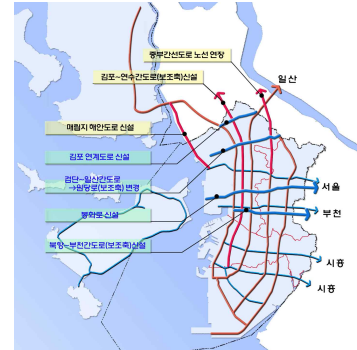 중부간선도로 노선 연장
김포~연수간도로(보조축)신설
일산
매립지 해안도로 신설
김포 연계도로 신설
검단~일산간도로
→원당로(보조축) 변경
봉화로 신설
북항~부천간도로(보조축)신설
서울
부천
시흥
시흥